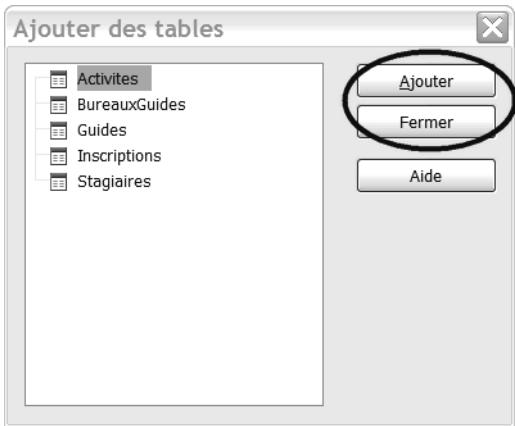 Ajouter des tables
Activites
BureauxGuides
Guides
Inscriptions
Stagiaires
Ajouter
Fermer
Aide